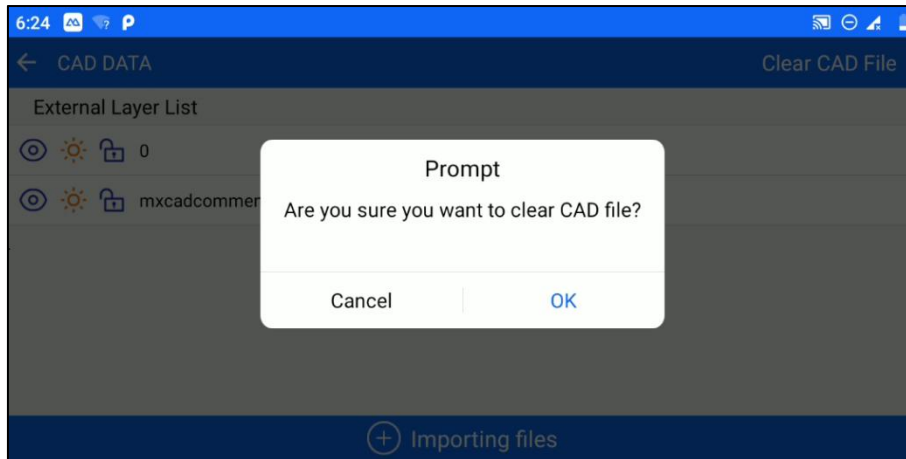 6:24
CAD DATA
Clear CAD File
External Layer List
0
mxcadcommen
Prompt
Are you sure you want to clear CAD file?
Cancel
OK
Importing files